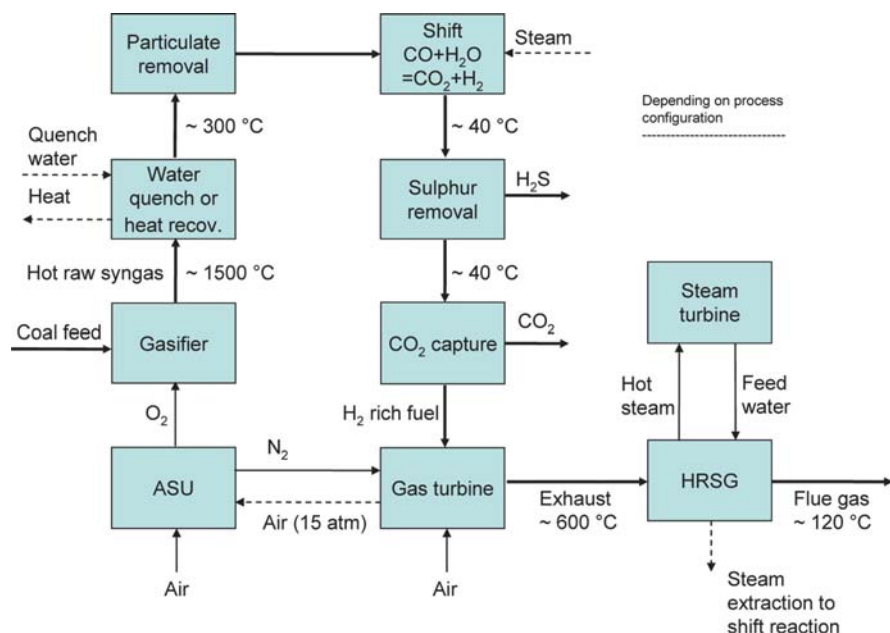 Particulate
removal
Shift
CO+H₂O
=CO₂+H₂
Steam
Depending on process
configuration
~ 300 °C
~ 40 °C
Quench
water
Heat
Water
quench or
heat recov.
Sulphur
removal
H₂S
Hot raw syngas
~ 1500 °C
~ 40 °C
Coal feed
Gasifier
CO₂ capture
CO₂
Steam
turbine
O₂
H₂ rich fuel
Hot
steam
Feed
water
ASU
N₂
Air (15 atm)
Gas turbine
Exhaust
~ 600 °C
HRSG
Flue gas
~ 120 °C
Air
Air
Steam
extraction to
shift reaction